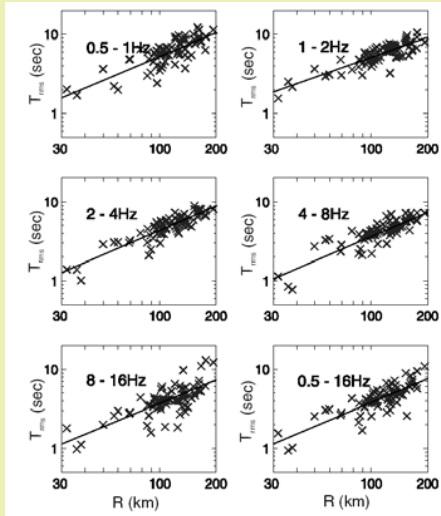 10
1
T rms (sec)
0.5 - 1Hz
30 100 200
10
1
T rms (sec)
1 - 2Hz
30 100 200
10
1
T rms (sec)
2 - 4Hz
30 100 200
10
1
T rms (sec)
4 - 8Hz
30 100 200
10
1
T rms (sec)
8 - 16Hz
30 100 200
R (km)
10
1
T rms (sec)
0.5 - 16Hz
30 100 200
R (km)